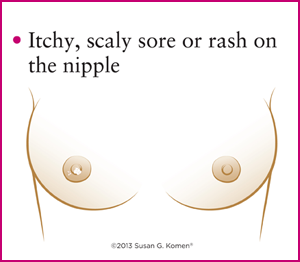 • Itchy, scaly sore or rash on
the nipple
©2013 Susan G. Komen®